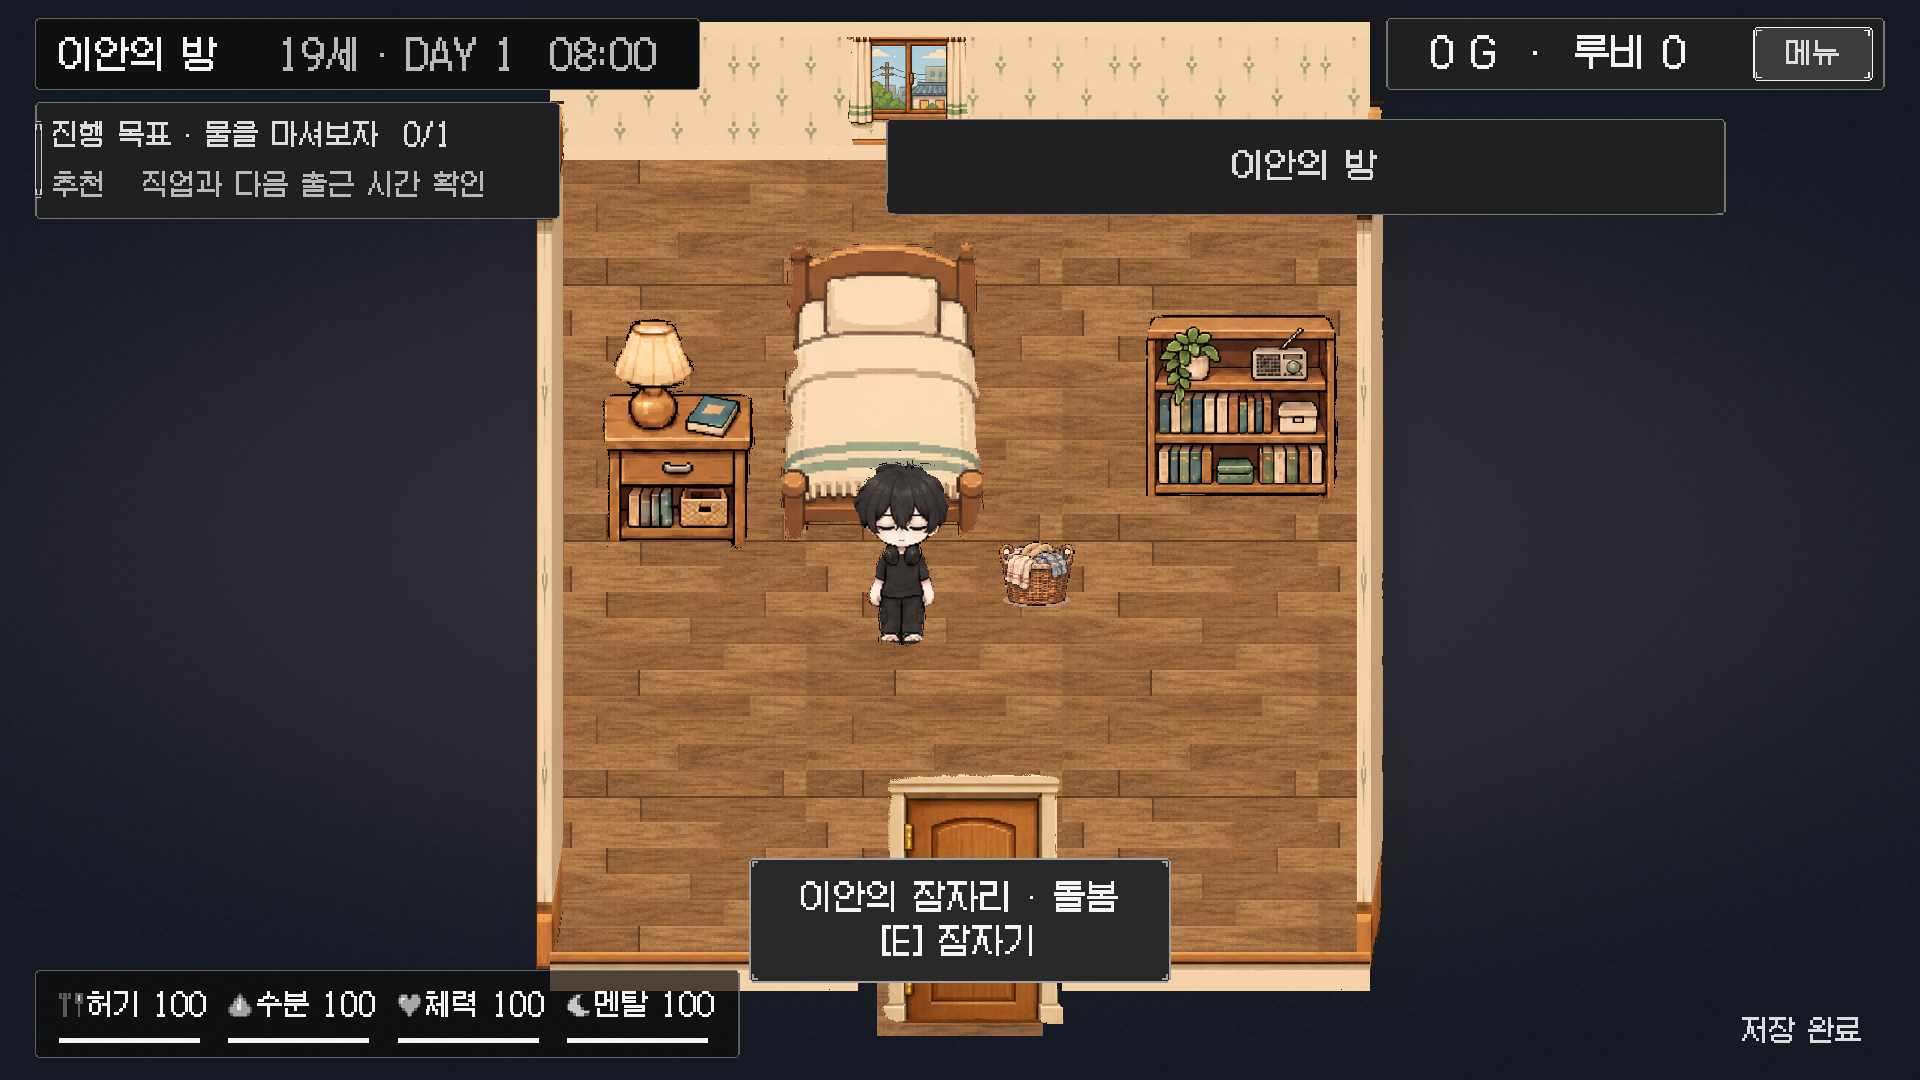 이안의 방 19세 · DAY 1 08:00
0 G · 루비 0
메뉴
진행 목표 · 물을 마셔보자 0/1
추천 직업과 다음 출근 시간 확인
이안의 방
이안의 잠자리 · 돌봄
[E] 잠자기
허기 100 수분 100 체력 100 멘탈 100
저장 완료